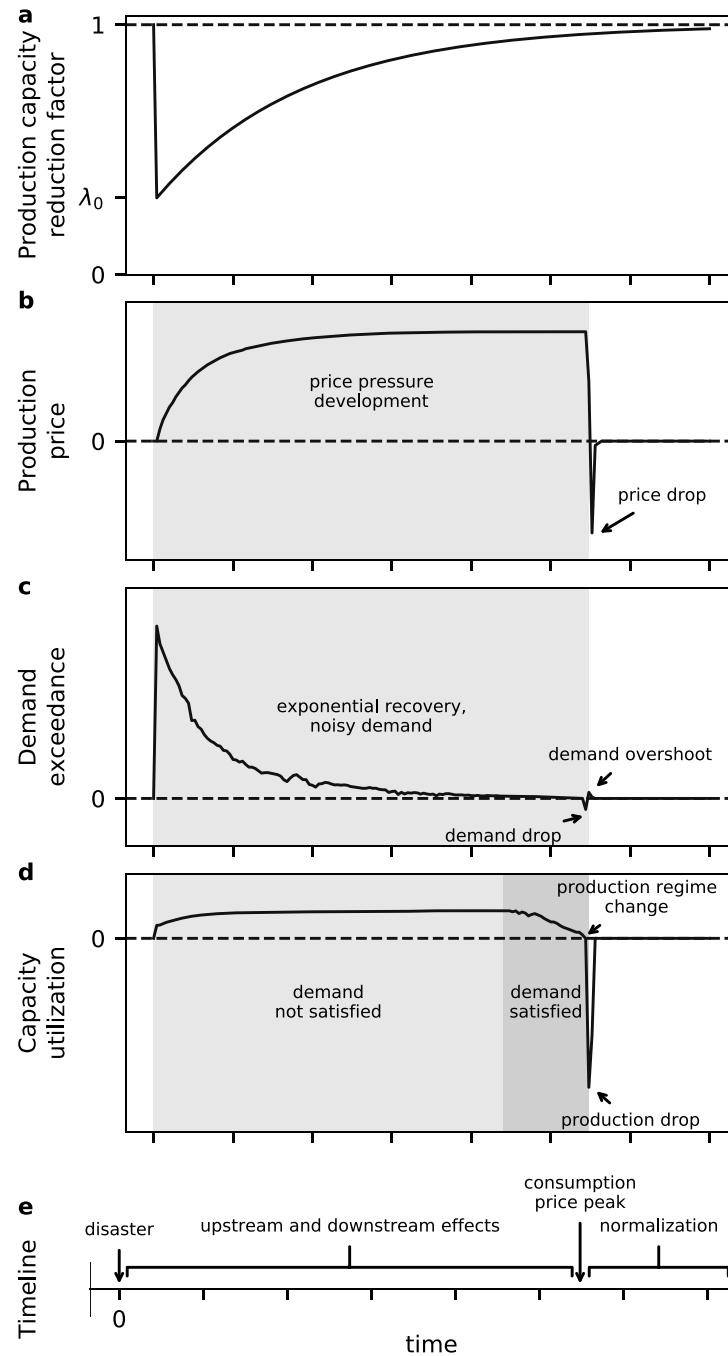 a
Production capacity
reduction factor
1
λ0
0
b
Production
price
0
price pressure
development
price drop
c
Demand
exceedance
0
exponential recovery,
noisy demand
demand overshoot
demand drop
d
Capacity
utilization
0
production regime
change
demand
not satisfied
demand
satisfied
production drop
e
Timeline
disaster
upstream and downstream effects
consumption
price peak
normalization
0
time